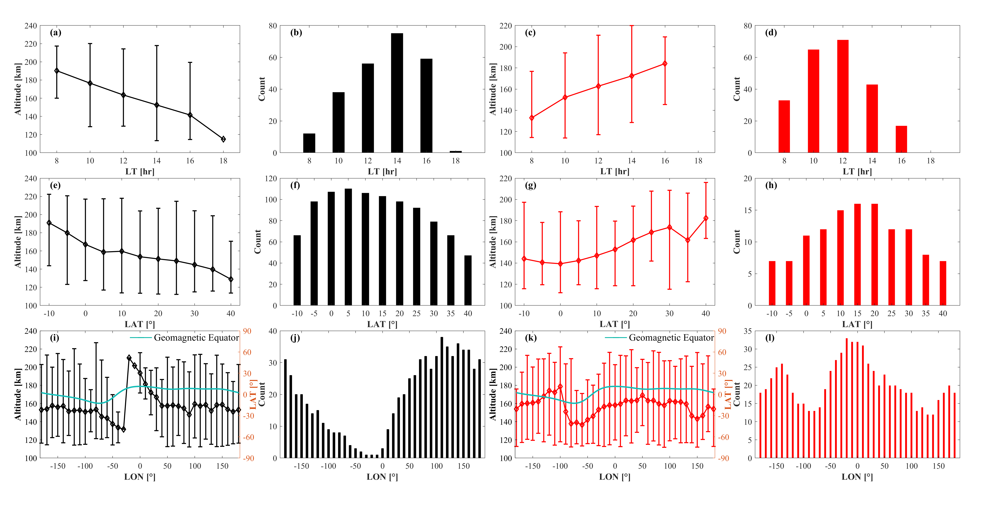 (a)
240
220
200
180
160
140
120
100
Altitude [km]
8 10 12 14 16 18
LT [hr]
(b)
80
60
40
20
0
Count
8 10 12 14 16 18
LT [hr]
(c)
220
200
180
160
140
120
100
Altitude [km]
8 10 12 14 16 18
LT [hr]
(d)
80
60
40
20
0
Count
8 10 12 14 16 18
LT [hr]
(e)
240
220
200
180
160
140
120
100
Altitude [km]
-10 0 10 20 30 40
LAT [°]
(f)
120
100
80
60
40
20
0
Count
-10 -5 0 5 10 15 20 25 30 35 40
LAT [°]
(g)
220
200
180
160
140
120
100
Altitude [km]
-10 0 10 20 30 40
LAT [°]
(h)
20
15
10
5
0
Count
-10 -5 0 5 10 15 20 25 30 35 40
LAT [°]
(i)
Geomagnetic Equator
240
220
200
180
160
140
120
100
Altitude [km]
90
60
30
0
-30
-60
-90
LAT [°]
-150 -100 -50 0 50 100 150
LON [°]
(j)
40
30
20
10
0
Count
-150 -100 -50 0 50 100 150
LON [°]
(k)
Geomagnetic Equator
240
220
200
180
160
140
120
100
Altitude [km]
90
60
30
0
-30
-60
-90
LAT [°]
-150 -100 -50 0 50 100 150
LON [°]
(l)
35
30
25
20
15
10
5
0
Count
-150 -100 -50 0 50 100 150
LON [°]